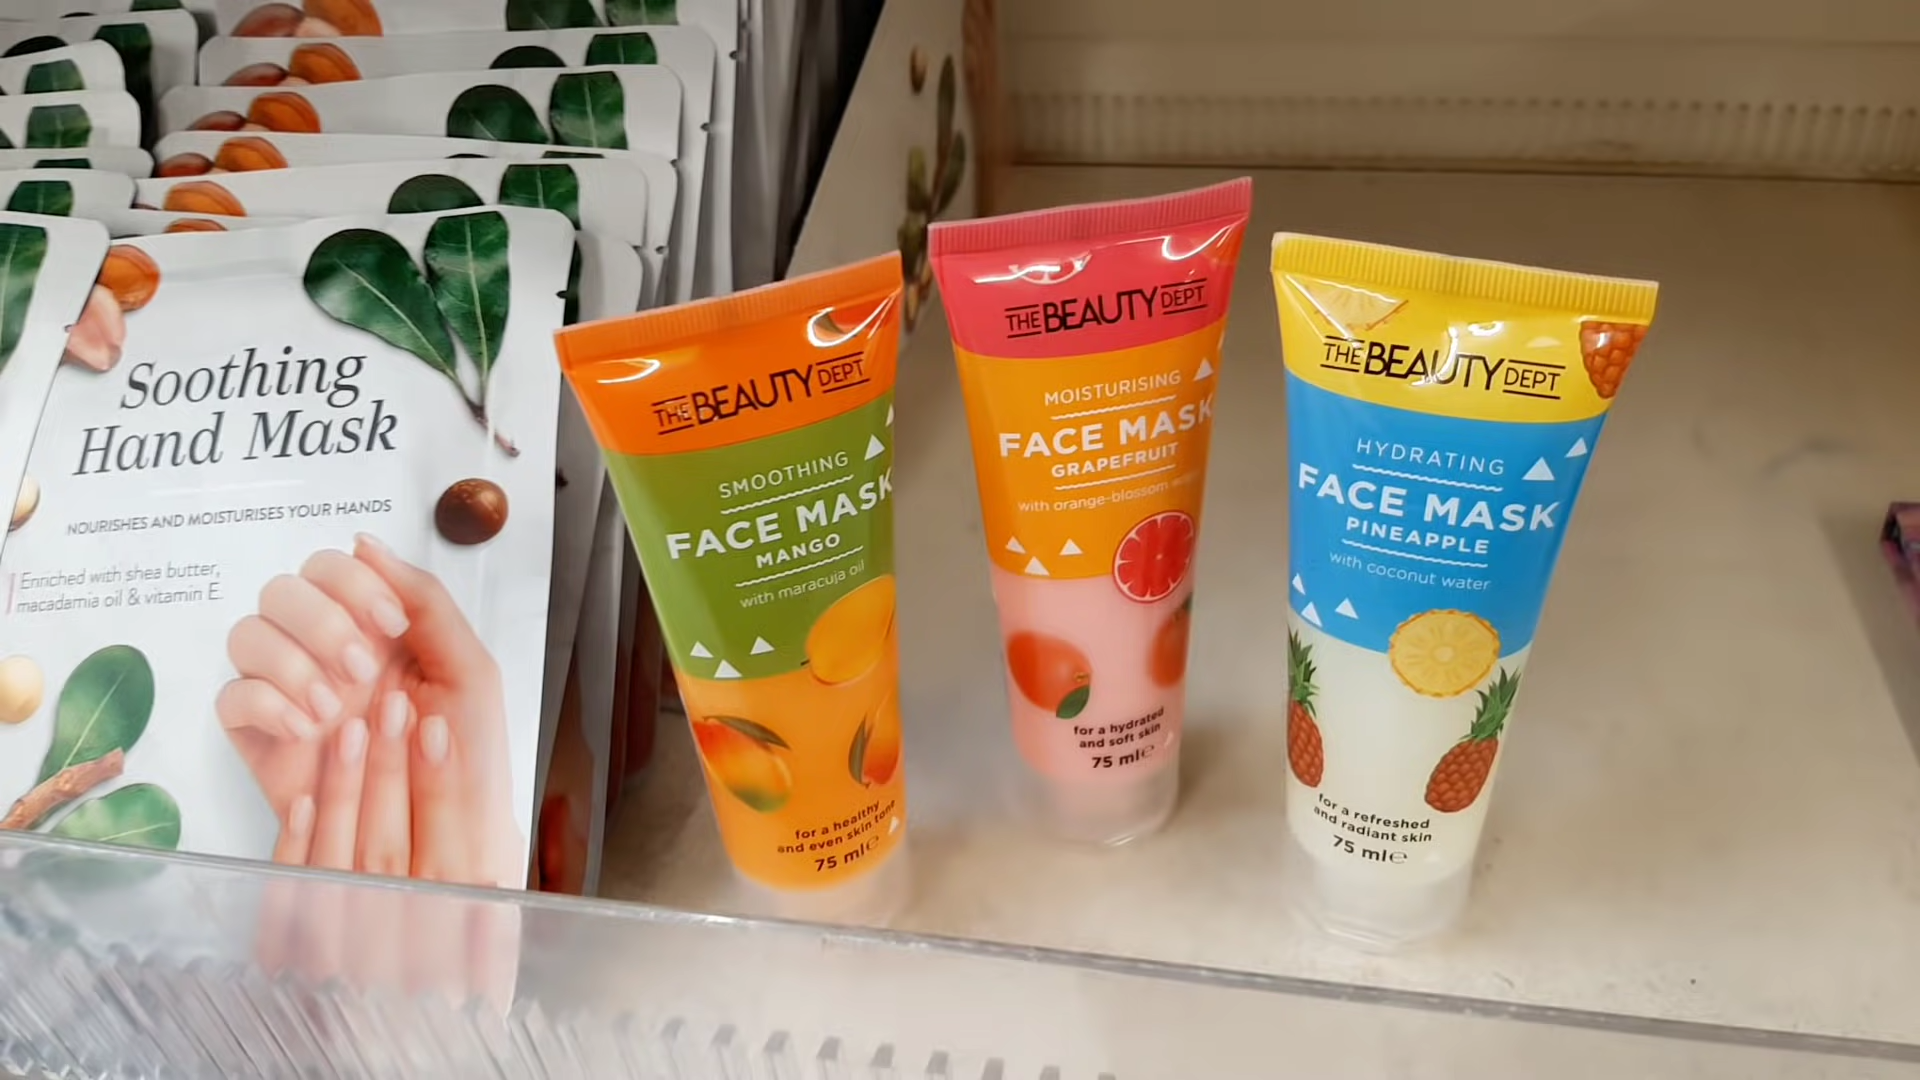 Soothing
Hand Mask
NOURISHES AND MOISTURISES YOUR HANDS
Enriched with shea butter,
macadamia oil & vitamin E.
THE BEAUTY DEPT
SMOOTHING
FACE MASK
MANGO
with maracuja oil
for a healthy
and even skin tone
75 ml e
THE BEAUTY DEPT
MOISTURISING
FACE MASK
GRAPEFRUIT
with orange-blossom
for a hydrated
and soft skin
75 ml e
THE BEAUTY DEPT
HYDRATING
FACE MASK
PINEAPPLE
with coconut water
for a refreshed
and radiant skin
75 ml e